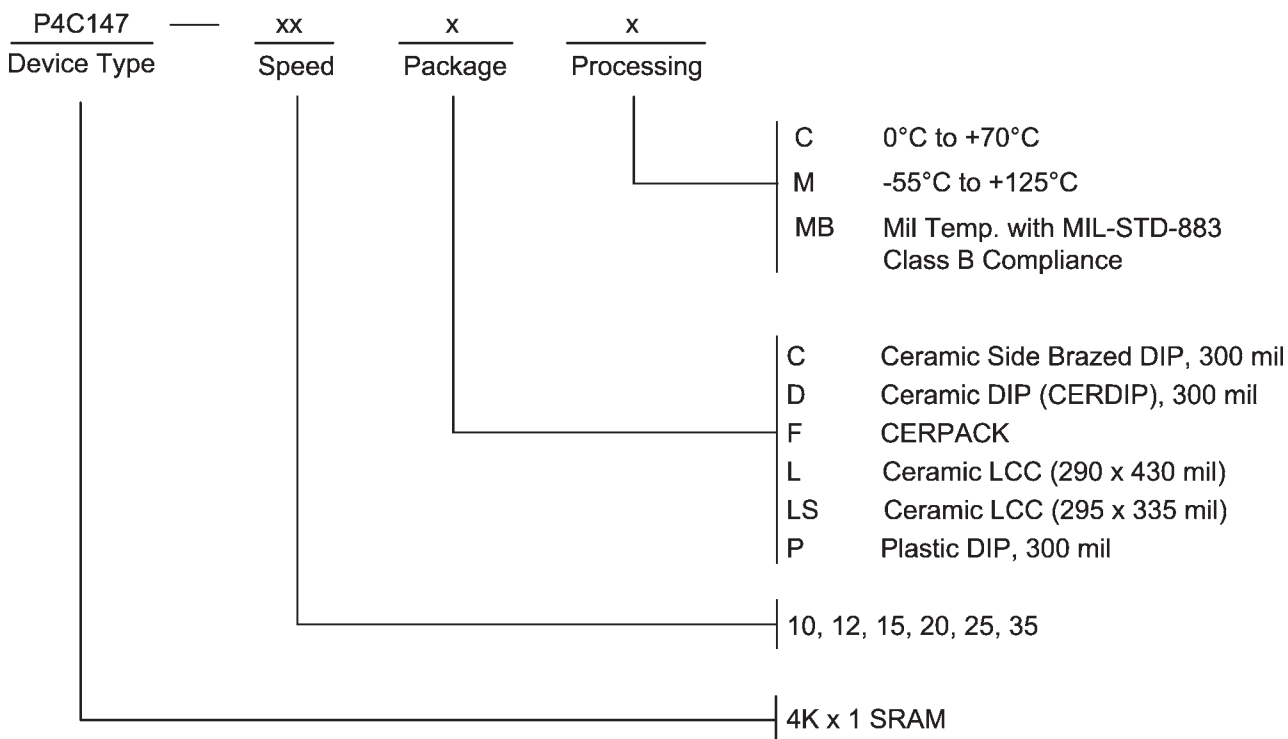 P4C147 — xx x x
Device Type Speed Package Processing
C 0°C to +70°C
M -55°C to +125°C
MB Mil Temp. with MIL-STD-883
Class B Compliance
C Ceramic Side Brazed DIP, 300 mil
D Ceramic DIP (CERDIP), 300 mil
F CERPACK
L Ceramic LCC (290 x 430 mil)
LS Ceramic LCC (295 x 335 mil)
P Plastic DIP, 300 mil
10, 12, 15, 20, 25, 35
4K x 1 SRAM